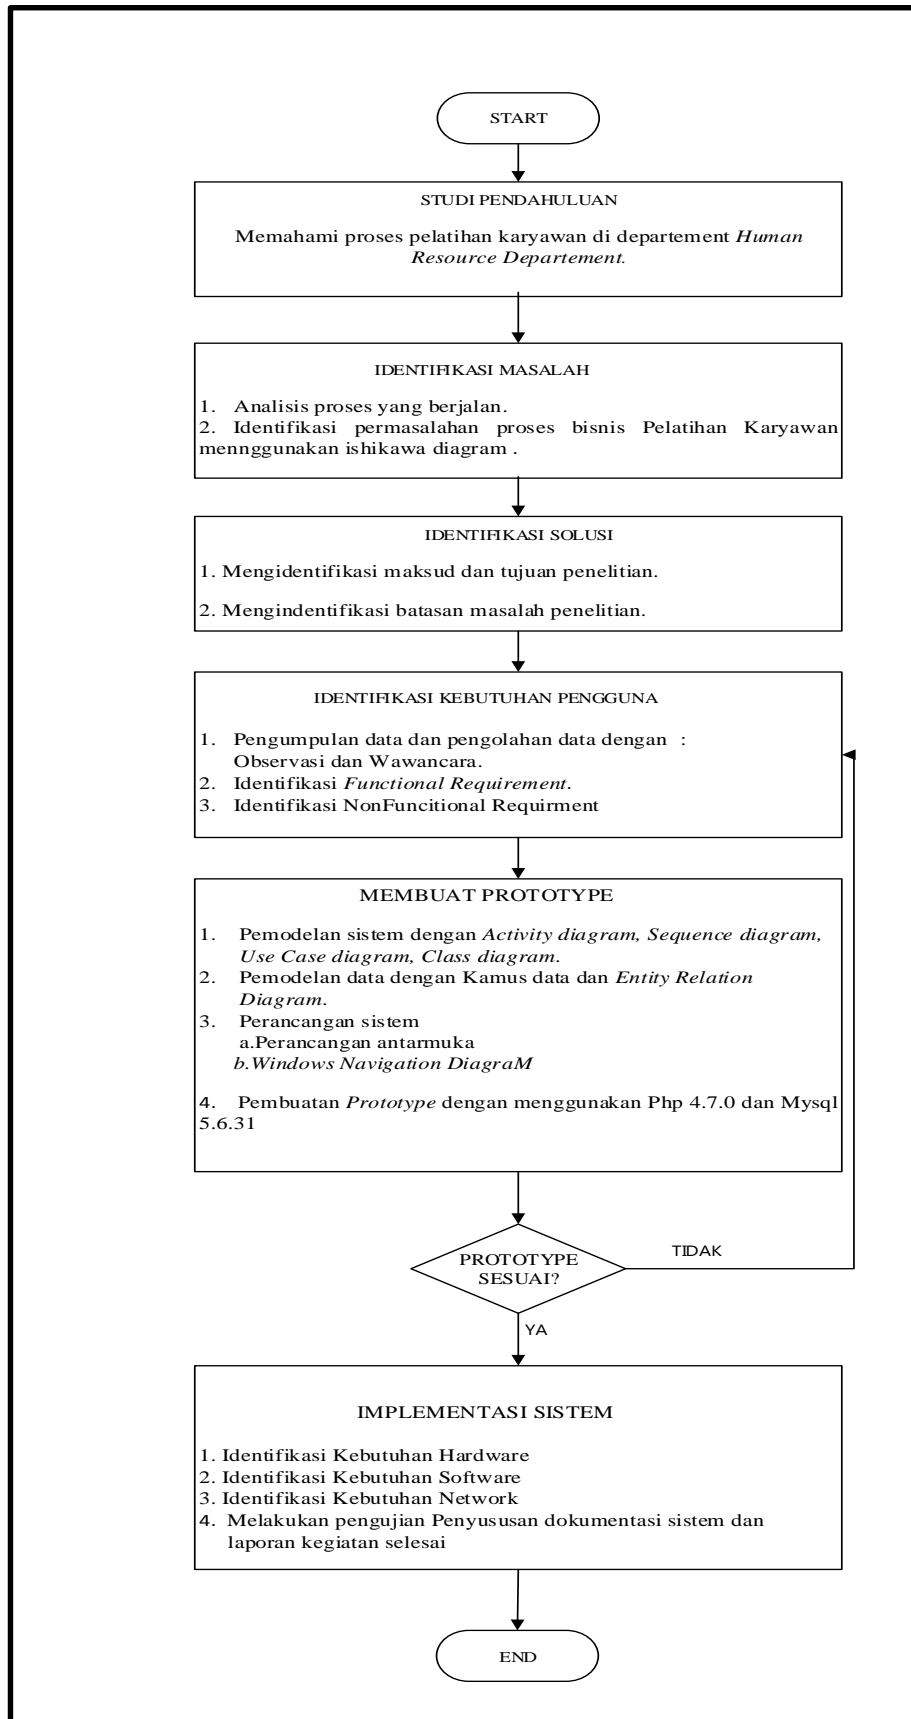 START
STUDI PENDAHULUAN
Memahami proses pelatihan karyawan di departement Human
Resource Departement.
IDENTIFIKASI MASALAH
1. Analisis proses yang berjalan.
2. Identifikasi permasalahan proses bisnis Pelatihan Karyawan
mennggunakan ishikawa diagram .
IDENTIFIKASI SOLUSI
1. Mengidentifikasi maksud dan tujuan penelitian.
2. Mengindentifikasi batasan masalah penelitian.
IDENTIFIKASI KEBUTUHAN PENGGUNA
1. Pengumpulan data dan pengolahan data dengan :
Observasi dan Wawancara.
2. Identifikasi Functional Requirement.
3. Identifikasi NonFuncitional Requirment
MEMBUAT PROTOTYPE
1. Pemodelan sistem dengan Activity diagram, Sequence diagram,
Use Case diagram, Class diagram.
2. Pemodelan data dengan Kamus data dan Entity Relation
Diagram.
3. Perancangan sistem
a.Perancangan antarmuka
b.Windows Navigation DiagraM
4. Pembuatan Prototype dengan menggunakan Php 4.7.0 dan Mysql
5.6.31
PROTOTYPE
SESUAI?
TIDAK
YA
IMPLEMENTASI SISTEM
1. Identifikasi Kebutuhan Hardware
2. Identifikasi Kebutuhan Software
3. Identifikasi Kebutuhan Network
4. Melakukan pengujian Penyususan dokumentasi sistem dan
laporan kegiatan selesai
END